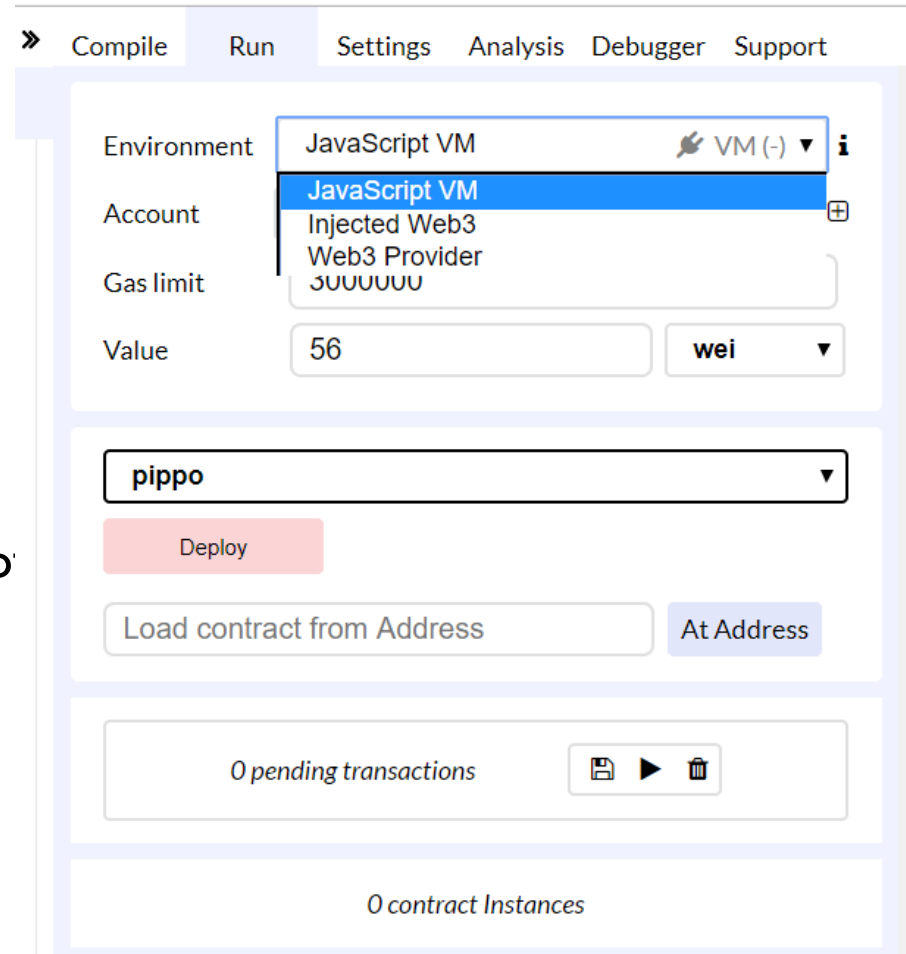 » Compile Run Settings Analysis Debugger Support
Environment JavaScript VM VM (-) ▼ i
JavaScript VM
Account Injected Web3
Web3 Provider
Gas limit 3000000
Value 56 wei ▼
pippo ▼
Deploy
Load contract from Address At Address
0 pending transactions
0 contract Instances